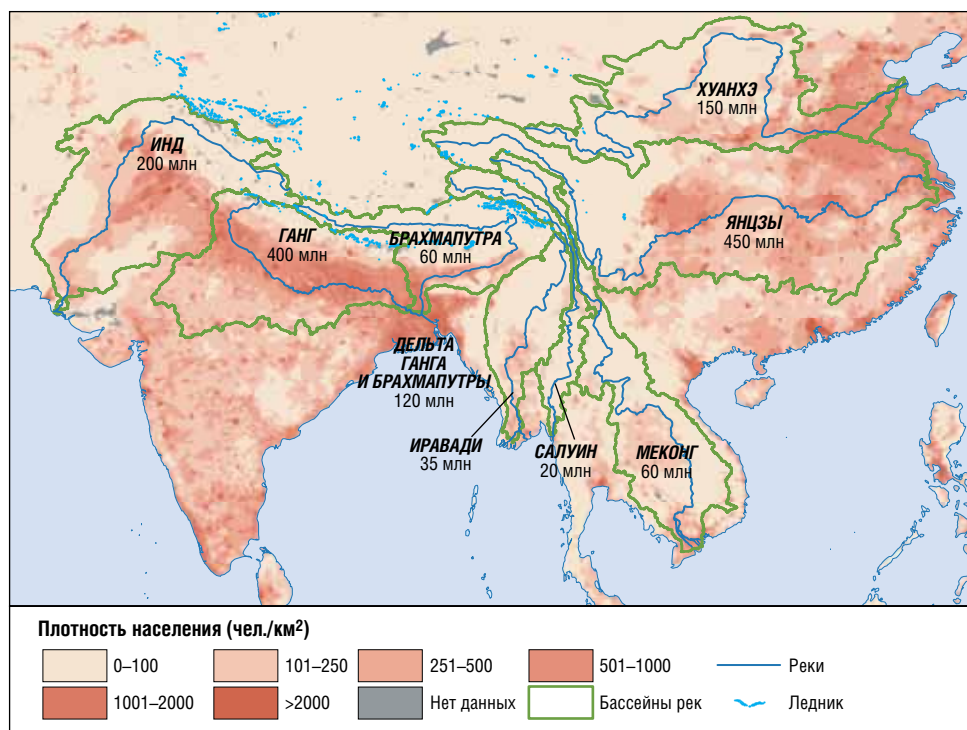 ХУАНХЭ
150 млн
ИНД
200 млн
ГАНГ
400 млн
БРАХМАПУТРА
60 млн
ЯНЦЗЫ
450 млн
ДЕЛЬТА
ГАНГА
И БРАХМАПУТРЫ
120 млн
ИРАВАДИ
35 млн
САЛУИН
20 млн
МЕКОНГ
60 млн
Плотность населения (чел./км²)
0–100
101–250
251–500
501–1000
Реки
1001–2000
>2000
Нет данных
Бассейны рек
Ледник